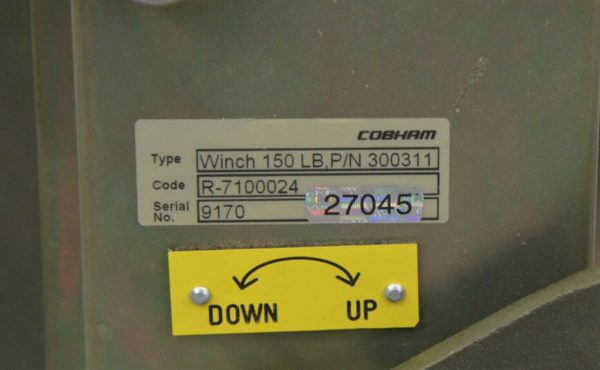 COBHAM
Type Winch 150 LB,P/N 300311
Code R-7100024
Serial No. 9170
27045
DOWN UP